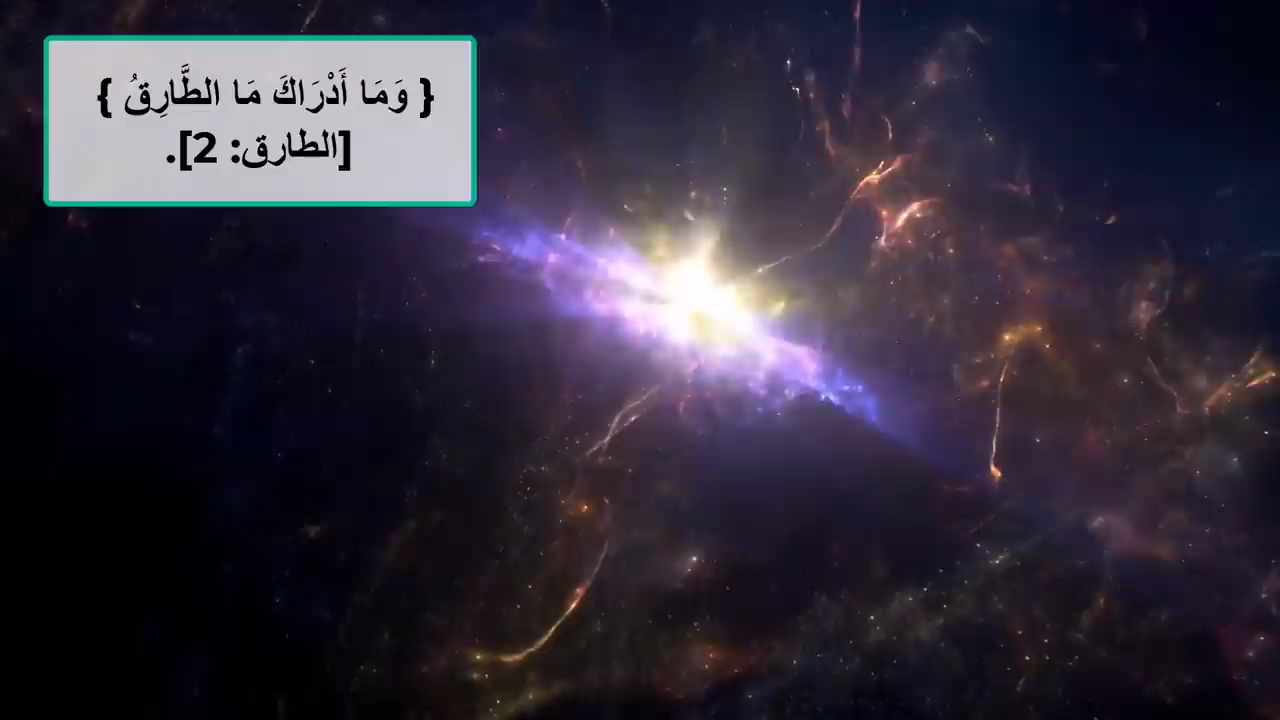 { وَمَا أَدْرَاكَ مَا الطَّارِقُ }
[الطارق: 2].